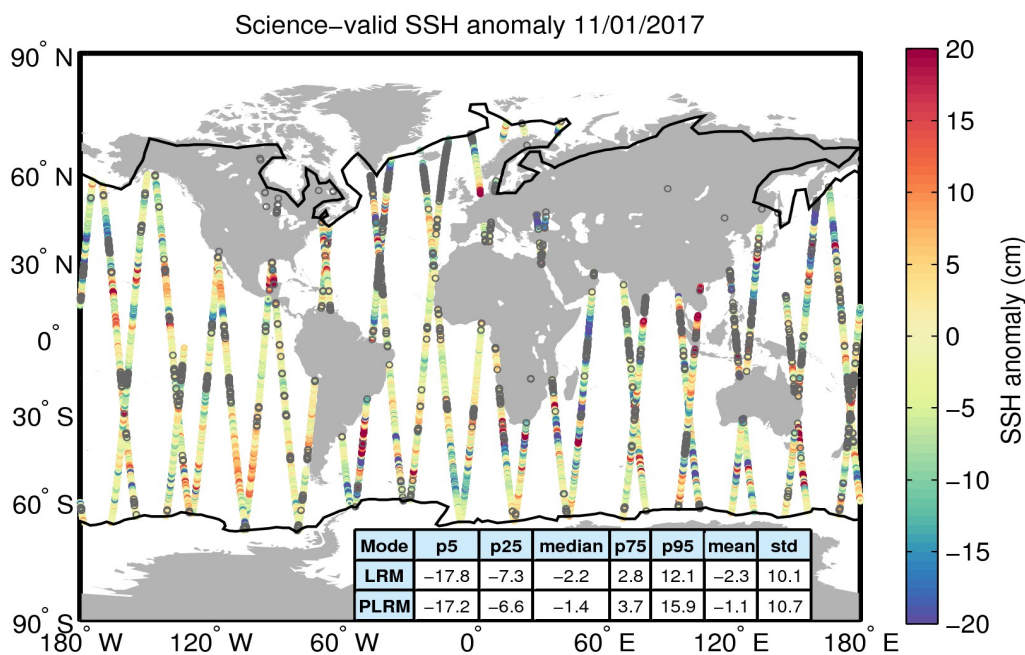 Science−valid SSH anomaly 11/01/2017
90° N
60° N
30° N
0°
30° S
60° S
90° S
180° W
120° W
60° W
0°
60° E
120° E
180° E
Mode p5 p25 median p75 p95 mean std
LRM −17.8 −7.3 −2.2 2.8 12.1 −2.3 10.1
PLRM −17.2 −6.6 −1.4 3.7 15.9 −1.1 10.7
20
15
10
5
0
−5
−10
−15
−20
SSH anomaly (cm)